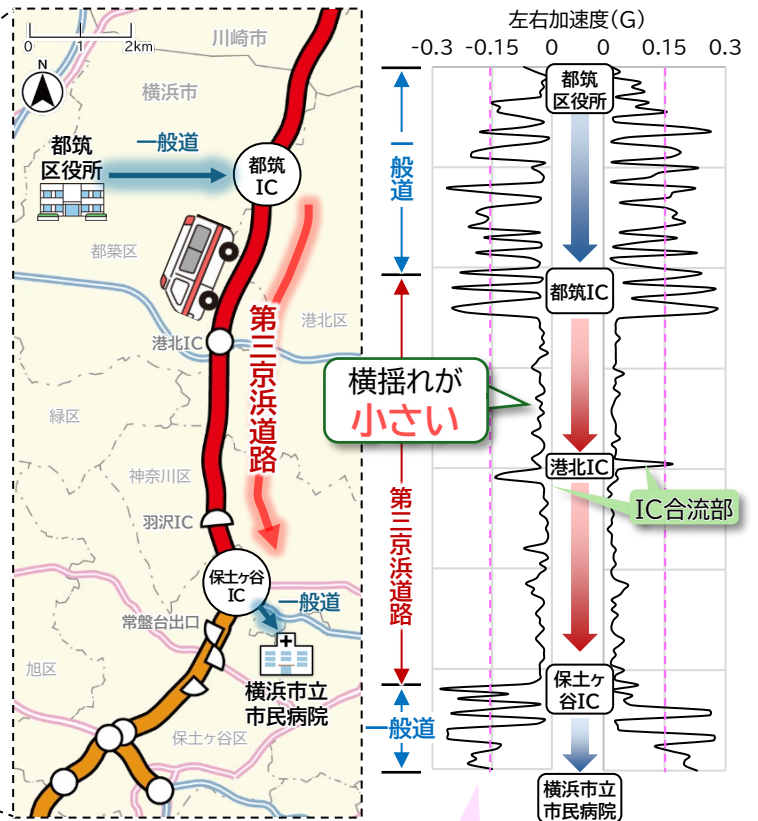 0 1 2km
N
川崎市
横浜市
都筑
区役所
一般道
都筑
IC
都築区
港北区
港北IC
第三京浜道路
緑区
神奈川区
羽沢IC
保土ヶ谷
IC
一般道
常盤台出口
旭区
横浜市立
市民病院
保土ヶ谷区
左右加速度(G)
-0.3 -0.15 0 0 0.15 0.3
都筑
区役所
一般道
都筑IC
横揺れが
小さい
港北IC
IC合流部
第三京浜道路
保土ヶ
谷IC
一般道
横浜市立
市民病院